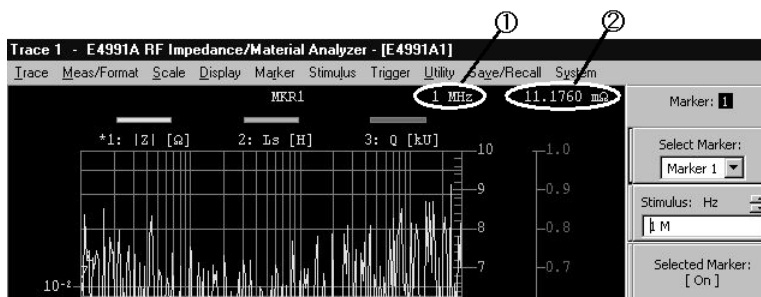 ① ②
Trace 1 - E4991A RF Impedance/Material Analyzer - [E4991A1]
Trace Meas/Format Scale Display Marker Stimulus Trigger Utility Save/Recall System
MKR1 1 MHz 11.1760 mΩ
*1: |Z| [Ω] 2: Ls [H] 3: Q [kU]
10 1.0
9 0.9
8 0.8
7 0.7
10-2
Marker: 1
Select Marker:
Marker 1
Stimulus: Hz
1 M
Selected Marker:
[ On ]